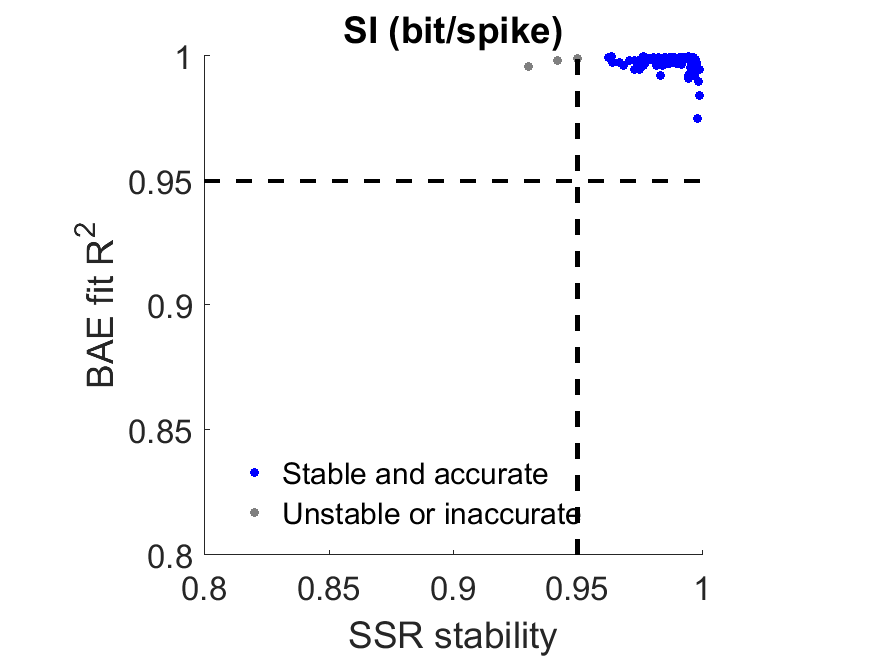 SI (bit/spike)
1
0.95
0.9
0.85
0.8
BAE fit R²
Stable and accurate
Unstable or inaccurate
0.8 0.85 0.9 0.95 1
SSR stability